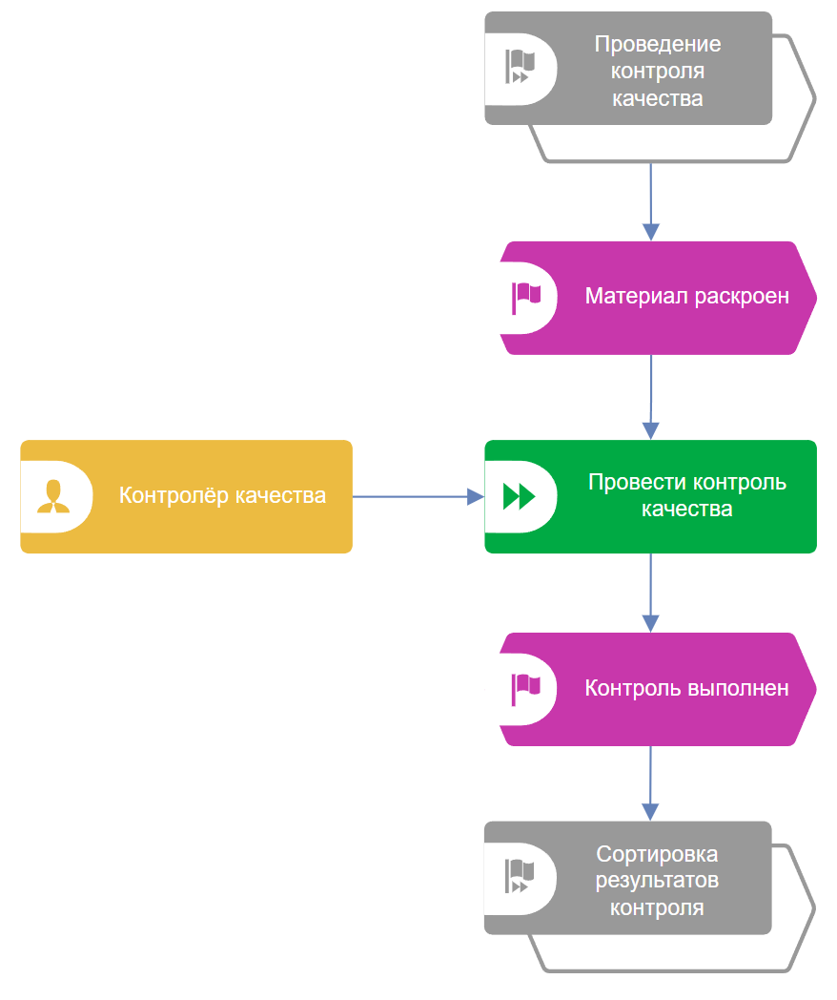 Проведение
контроля
качества
Материал раскроен
Контролёр качества
Провести контроль
качества
Контроль выполнен
Сортировка
результатов
контроля